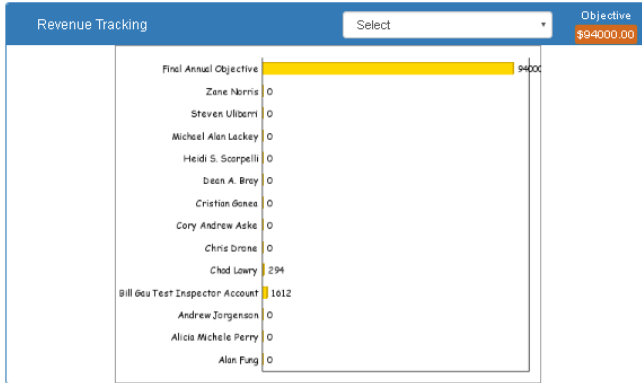 Revenue Tracking
Select
Objective
$94000.00
Final Annual Objective 94000
Zane Norris 0
Steven Ulibarri 0
Michael Alan Lackey 0
Heidi S. Scarpelli 0
Dean A. Bray 0
Cristian Ganea 0
Cory Andrew Aske 0
Chris Drone 0
Chad Lowry 294
Bill Gau Test Inspector Account 1612
Andrew Jorgenson 0
Alicia Michele Perry 0
Alan Fung 0